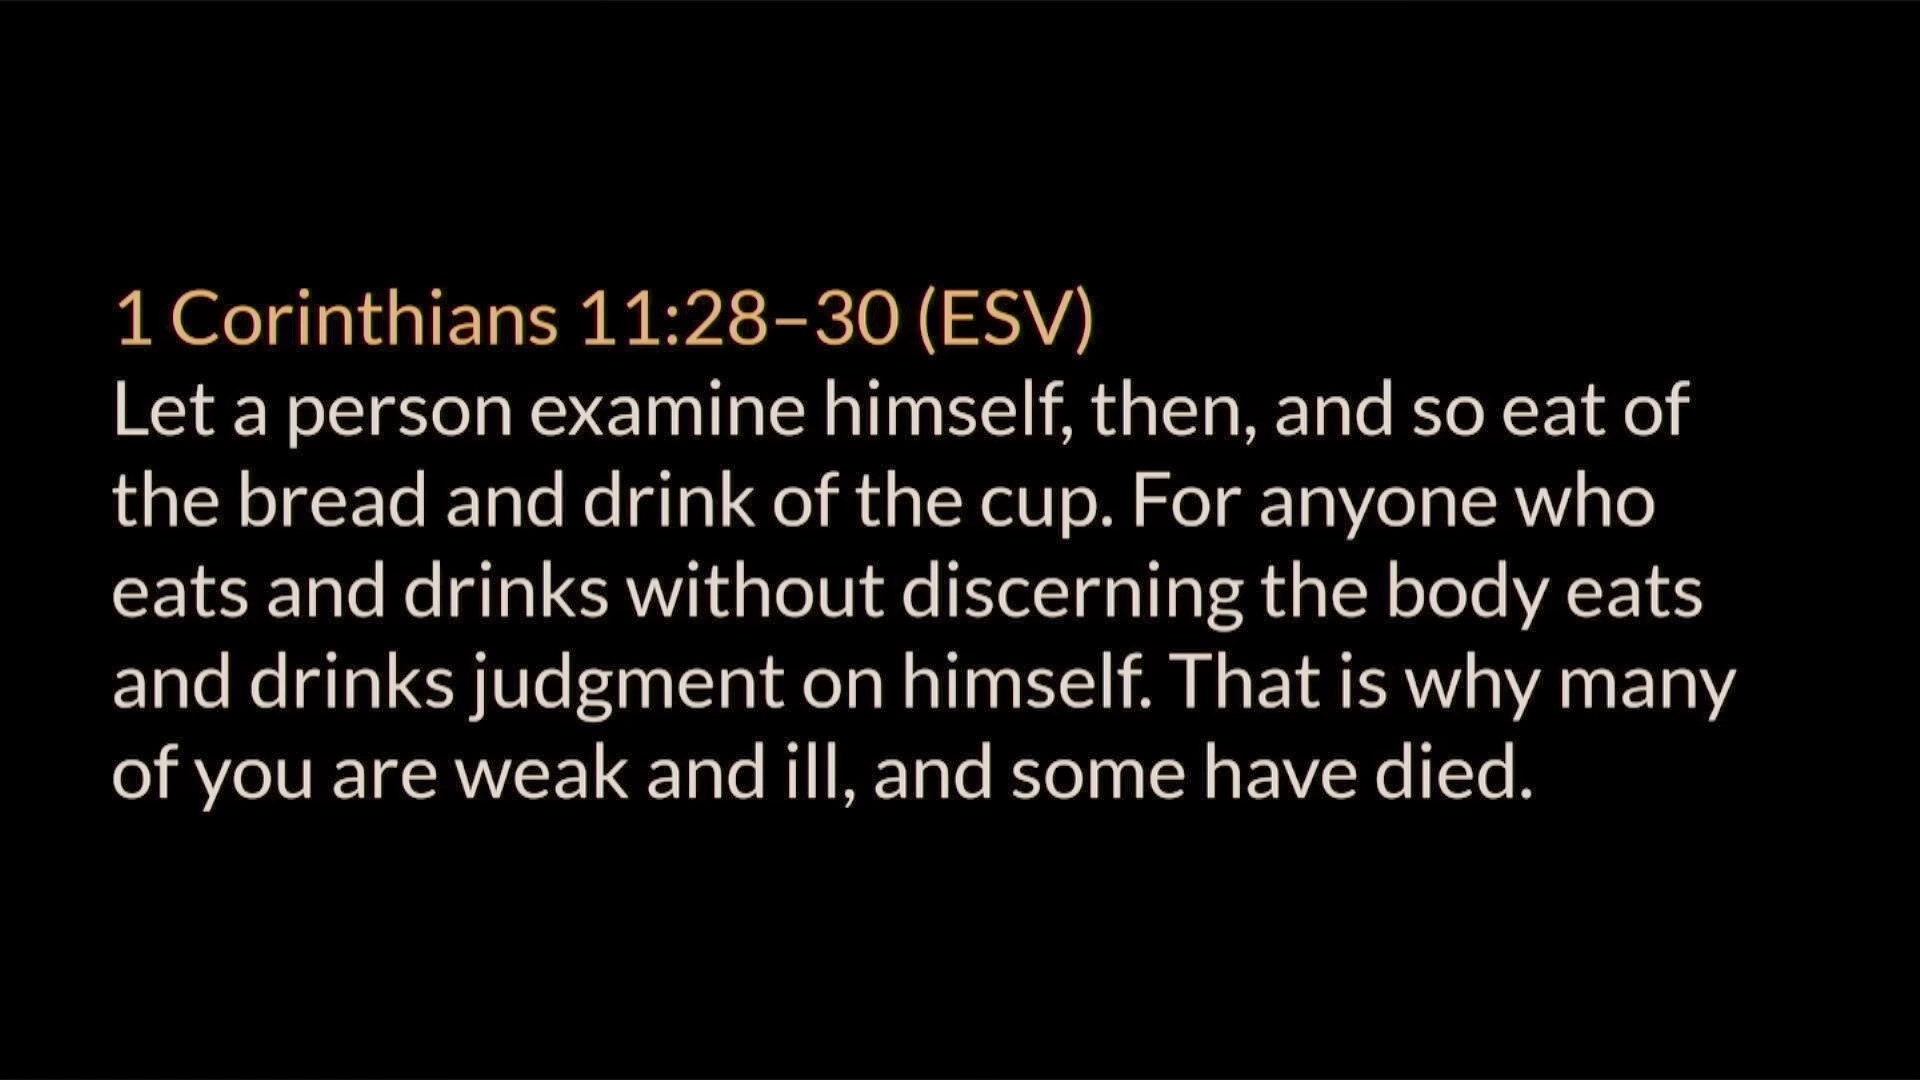 1 Corinthians 11:28–30 (ESV)
Let a person examine himself, then, and so eat of
the bread and drink of the cup. For anyone who
eats and drinks without discerning the body eats
and drinks judgment on himself. That is why many
of you are weak and ill, and some have died.